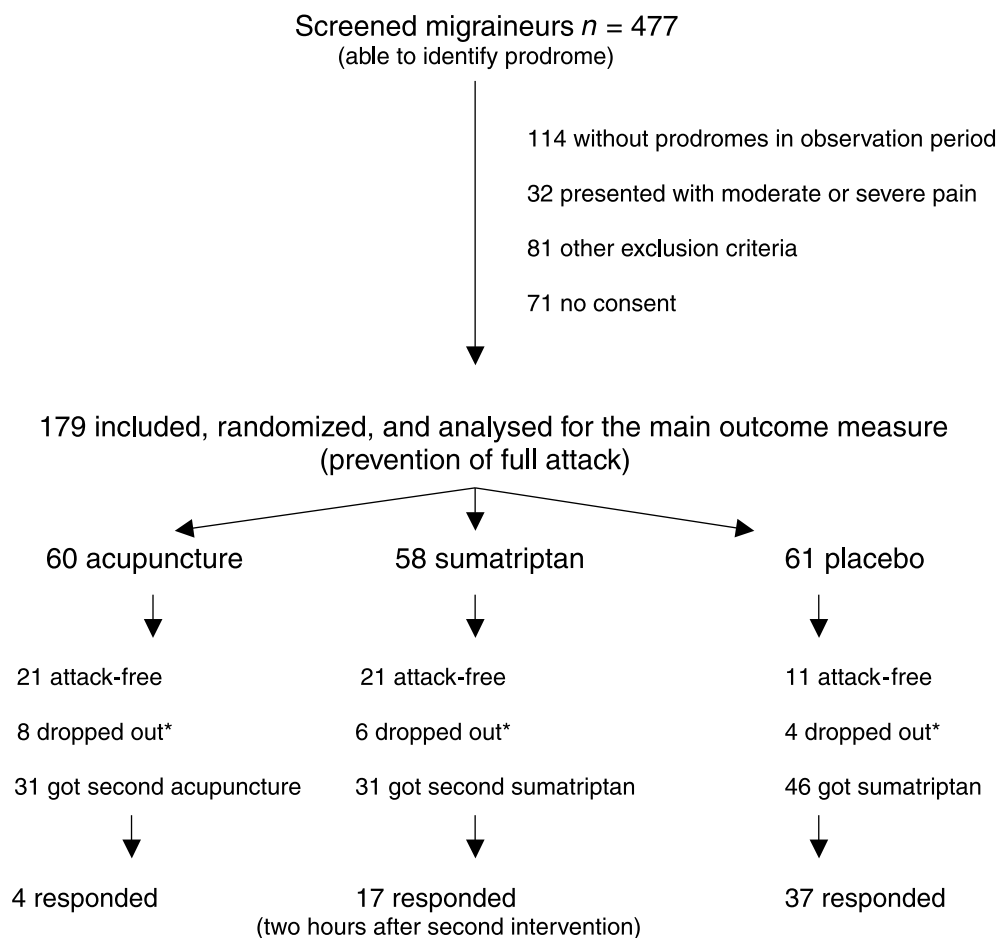 Screened migraineurs n = 477
(able to identify prodrome)
114 without prodromes in observation period
32 presented with moderate or severe pain
81 other exclusion criteria
71 no consent
179 included, randomized, and analysed for the main outcome measure
(prevention of full attack)
60 acupuncture
58 sumatriptan
61 placebo
21 attack-free
21 attack-free
11 attack-free
8 dropped out*
6 dropped out*
4 dropped out*
31 got second acupuncture
31 got second sumatriptan
46 got sumatriptan
4 responded
17 responded
37 responded
(two hours after second intervention)